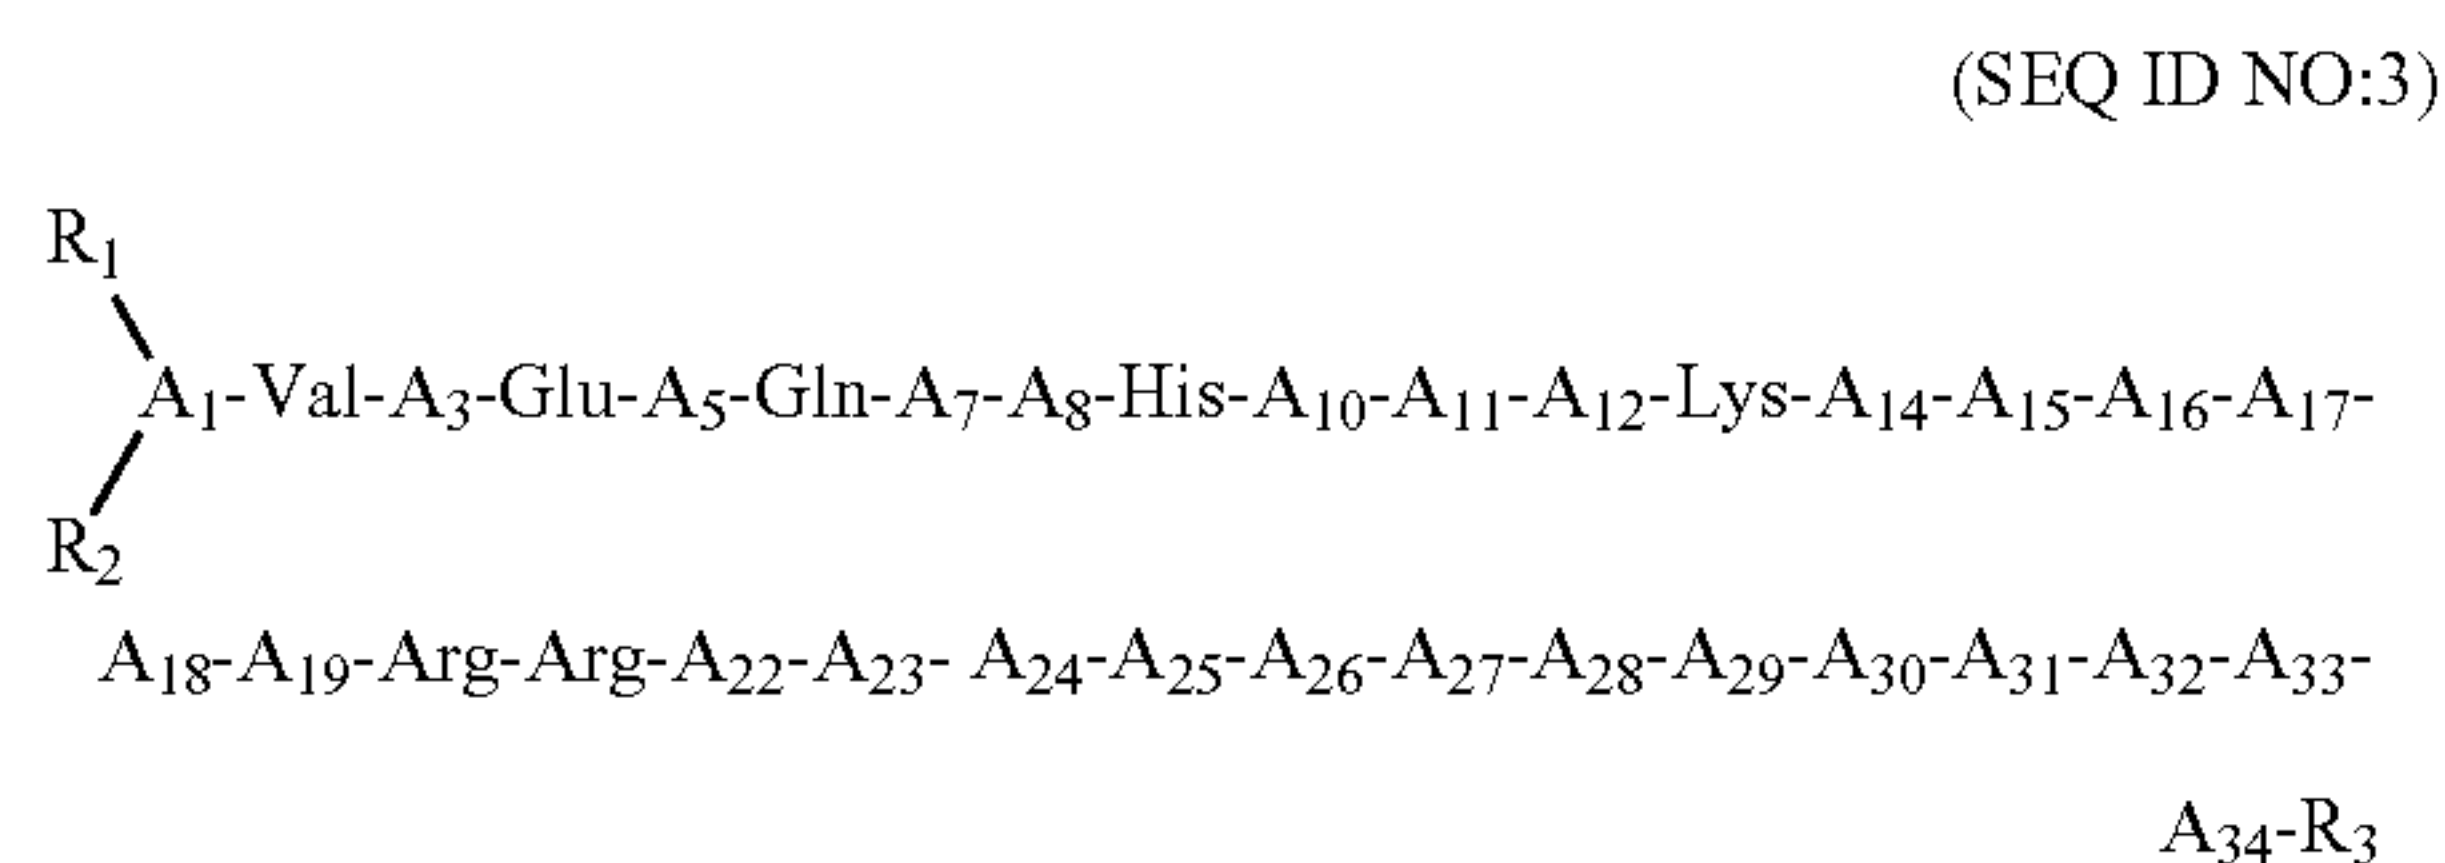 (SEQ ID NO:3)
R₁
A₁-Val-A₃-Glu-A₅-Gln-A₇-A₈-His-A₁₀-A₁₁-A₁₂-Lys-A₁₄-A₁₅-A₁₆-A₁₇-
R₂
A₁₈-A₁₉-Arg-Arg-A₂₂-A₂₃- A₂₄-A₂₅-A₂₆-A₂₇-A₂₈-A₂₉-A₃₀-A₃₁-A₃₂-A₃₃-
A₃₄-R₃